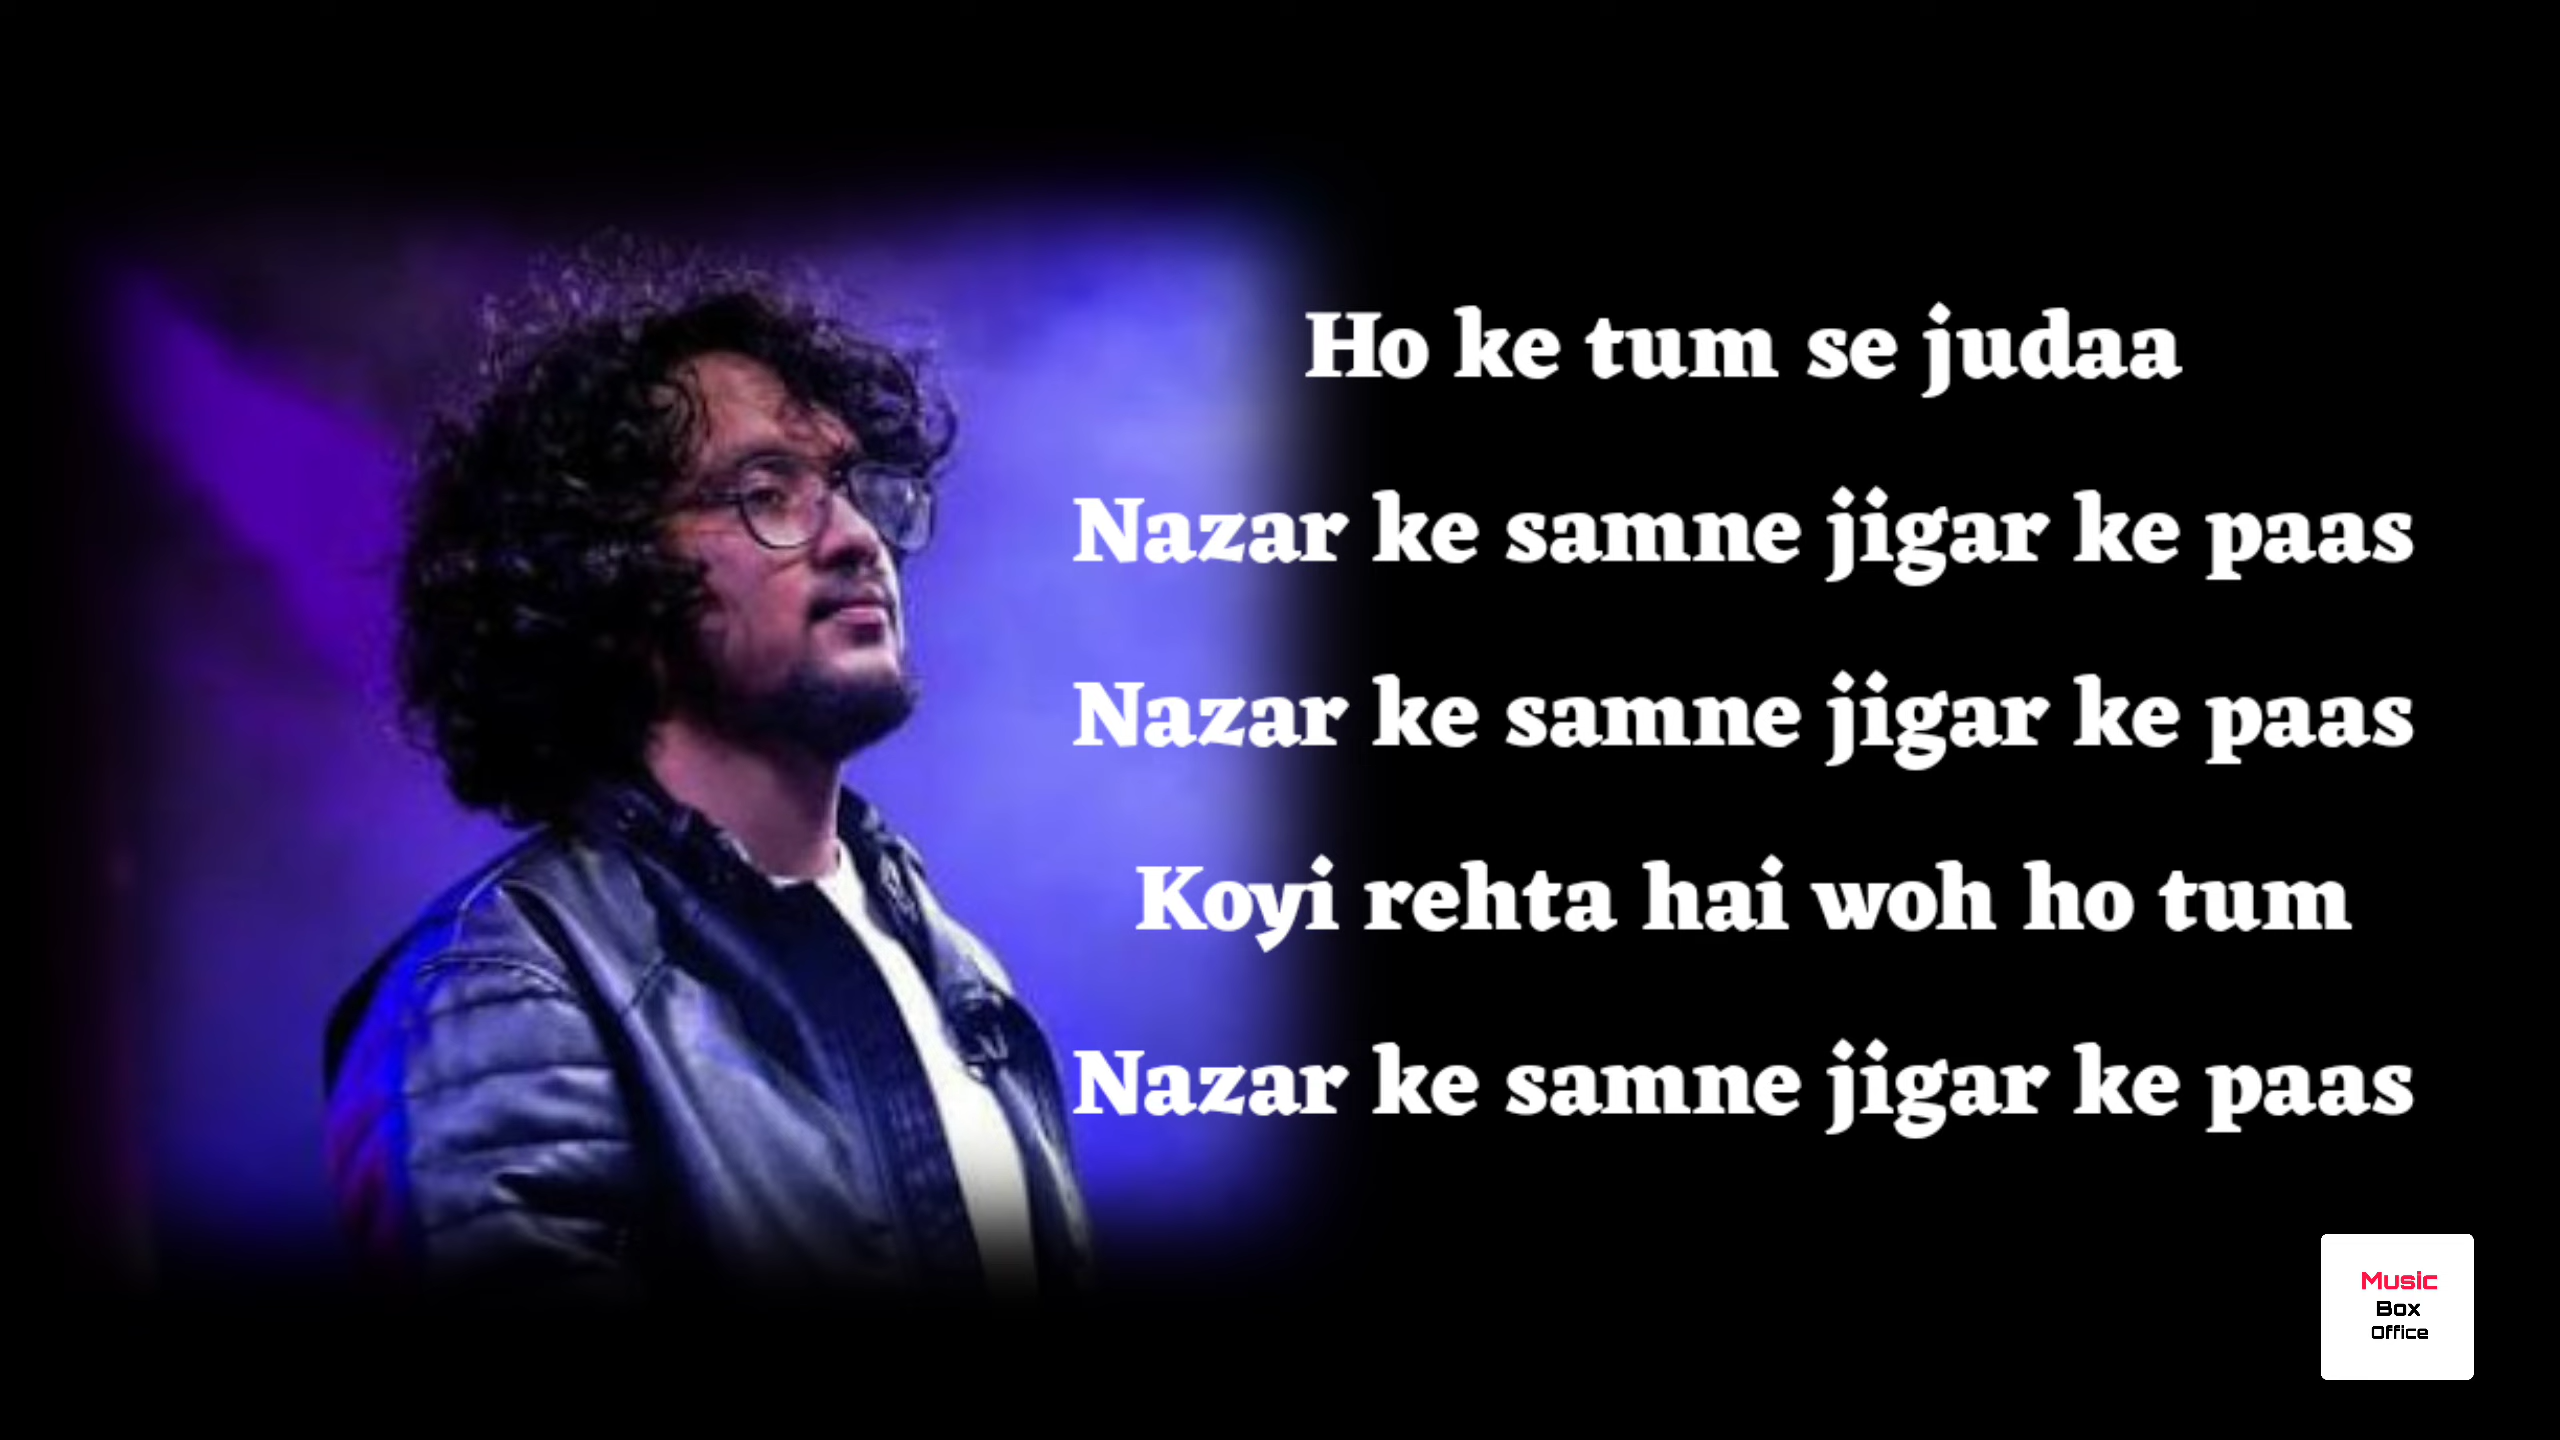 Ho ke tum se judaa
Nazar ke samne jigar ke paas
Nazar ke samne jigar ke paas
Koyi rehta hai woh ho tum
Nazar ke samne jigar ke paas
Music
Box
Office